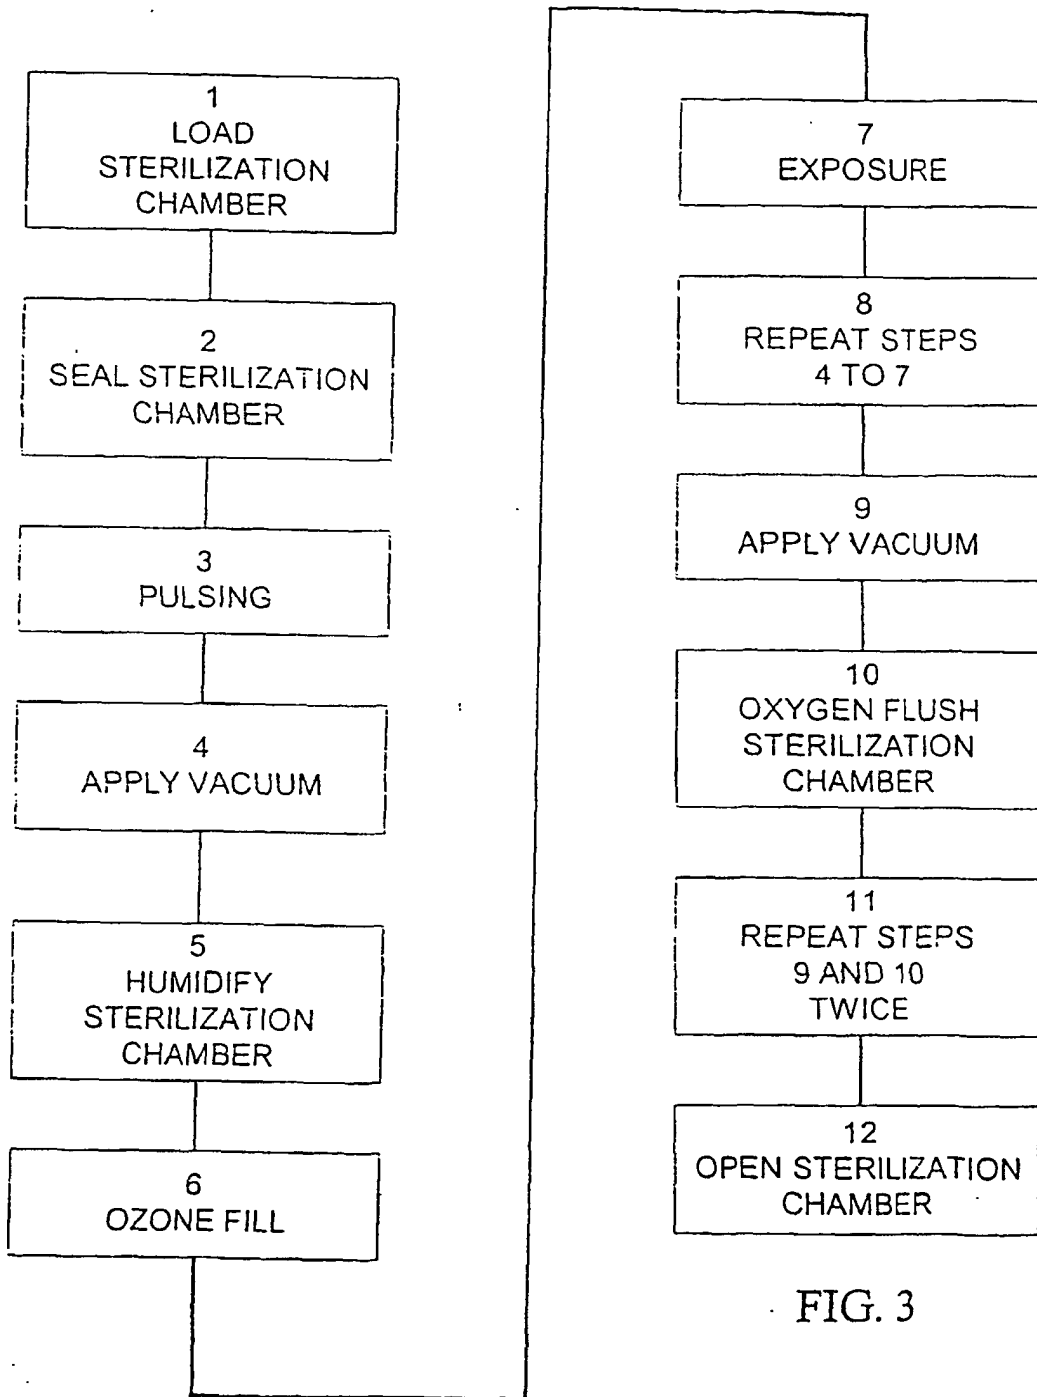 1
LOAD
STERILIZATION
CHAMBER
2
SEAL STERILIZATION
CHAMBER
3
PULSING
4
APPLY VACUUM
5
HUMIDIFY
STERILIZATION
CHAMBER
6
OZONE FILL
7
EXPOSURE
8
REPEAT STEPS
4 TO 7
9
APPLY VACUUM
10
OXYGEN FLUSH
STERILIZATION
CHAMBER
11
REPEAT STEPS
9 AND 10
TWICE
12
OPEN STERILIZATION
CHAMBER
FIG. 3